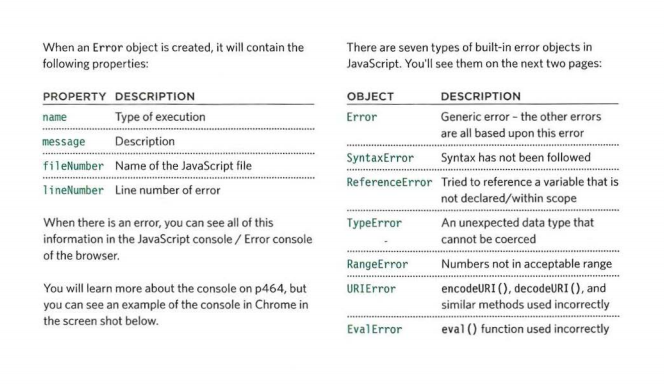 When an Error object is created, it will contain the
following properties:
PROPERTY DESCRIPTION
name Type of execution
message Description
fileNumber Name of the JavaScript file
lineNumber Line number of error
When there is an error, you can see all of this
information in the JavaScript console / Error console
of the browser.
You will learn more about the console on p464, but
you can see an example of the console in Chrome in
the screen shot below.
There are seven types of built-in error objects in
JavaScript. You'll see them on the next two pages:
OBJECT DESCRIPTION
Error Generic error – the other errors
are all based upon this error
SyntaxError Syntax has not been followed
ReferenceError Tried to reference a variable that is
not declared/within scope
TypeError An unexpected data type that
cannot be coerced
RangeError Numbers not in acceptable range
URIError encodeURI(), decodeURI(), and
similar methods used incorrectly
EvalError eval() function used incorrectly